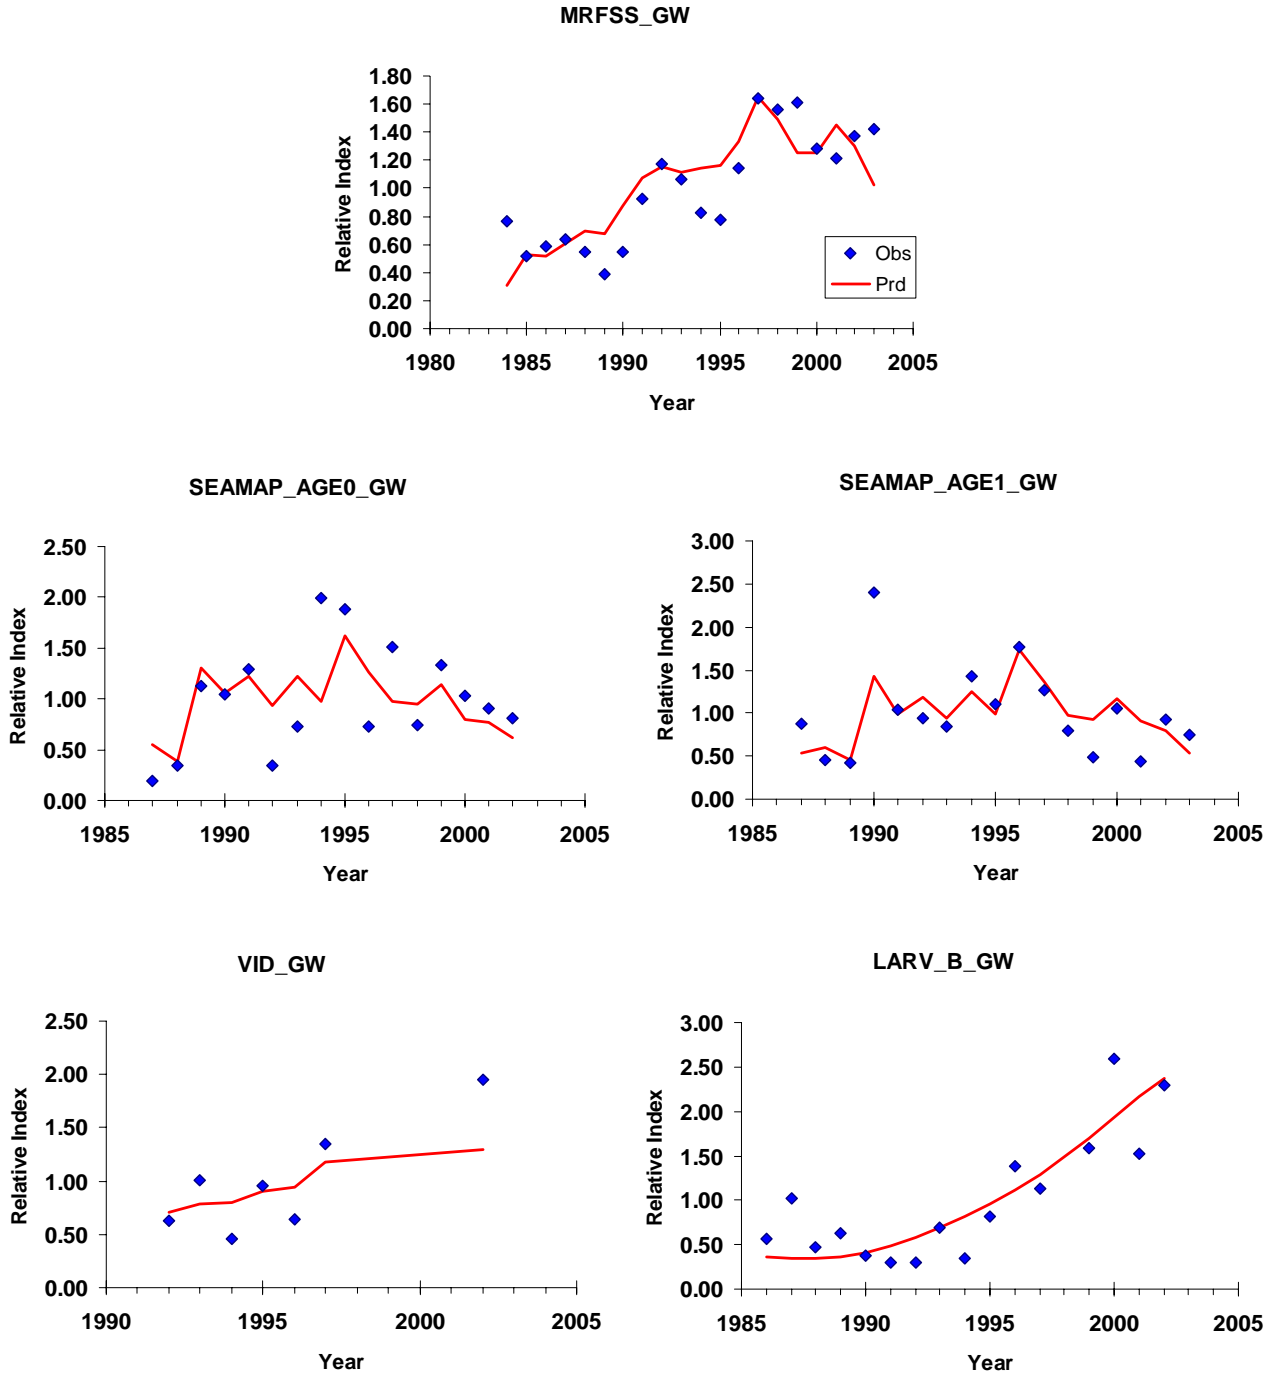 MRFSS_GW
1.80
1.60
1.40
1.20
1.00
0.80
0.60
0.40
0.20
0.00
Relative Index
Obs
Prd
1980 1985 1990 1995 2000 2005
Year
SEAMAP_AGE0_GW
2.50
2.00
1.50
1.00
0.50
0.00
Relative Index
1985 1990 1995 2000 2005
Year
SEAMAP_AGE1_GW
3.00
2.50
2.00
1.50
1.00
0.50
0.00
Relative Index
1985 1990 1995 2000 2005
Year
VID_GW
2.50
2.00
1.50
1.00
0.50
0.00
Relative Index
1990 1995 2000 2005
Year
LARV_B_GW
3.00
2.50
2.00
1.50
1.00
0.50
0.00
Relative Index
1985 1990 1995 2000 2005
Year